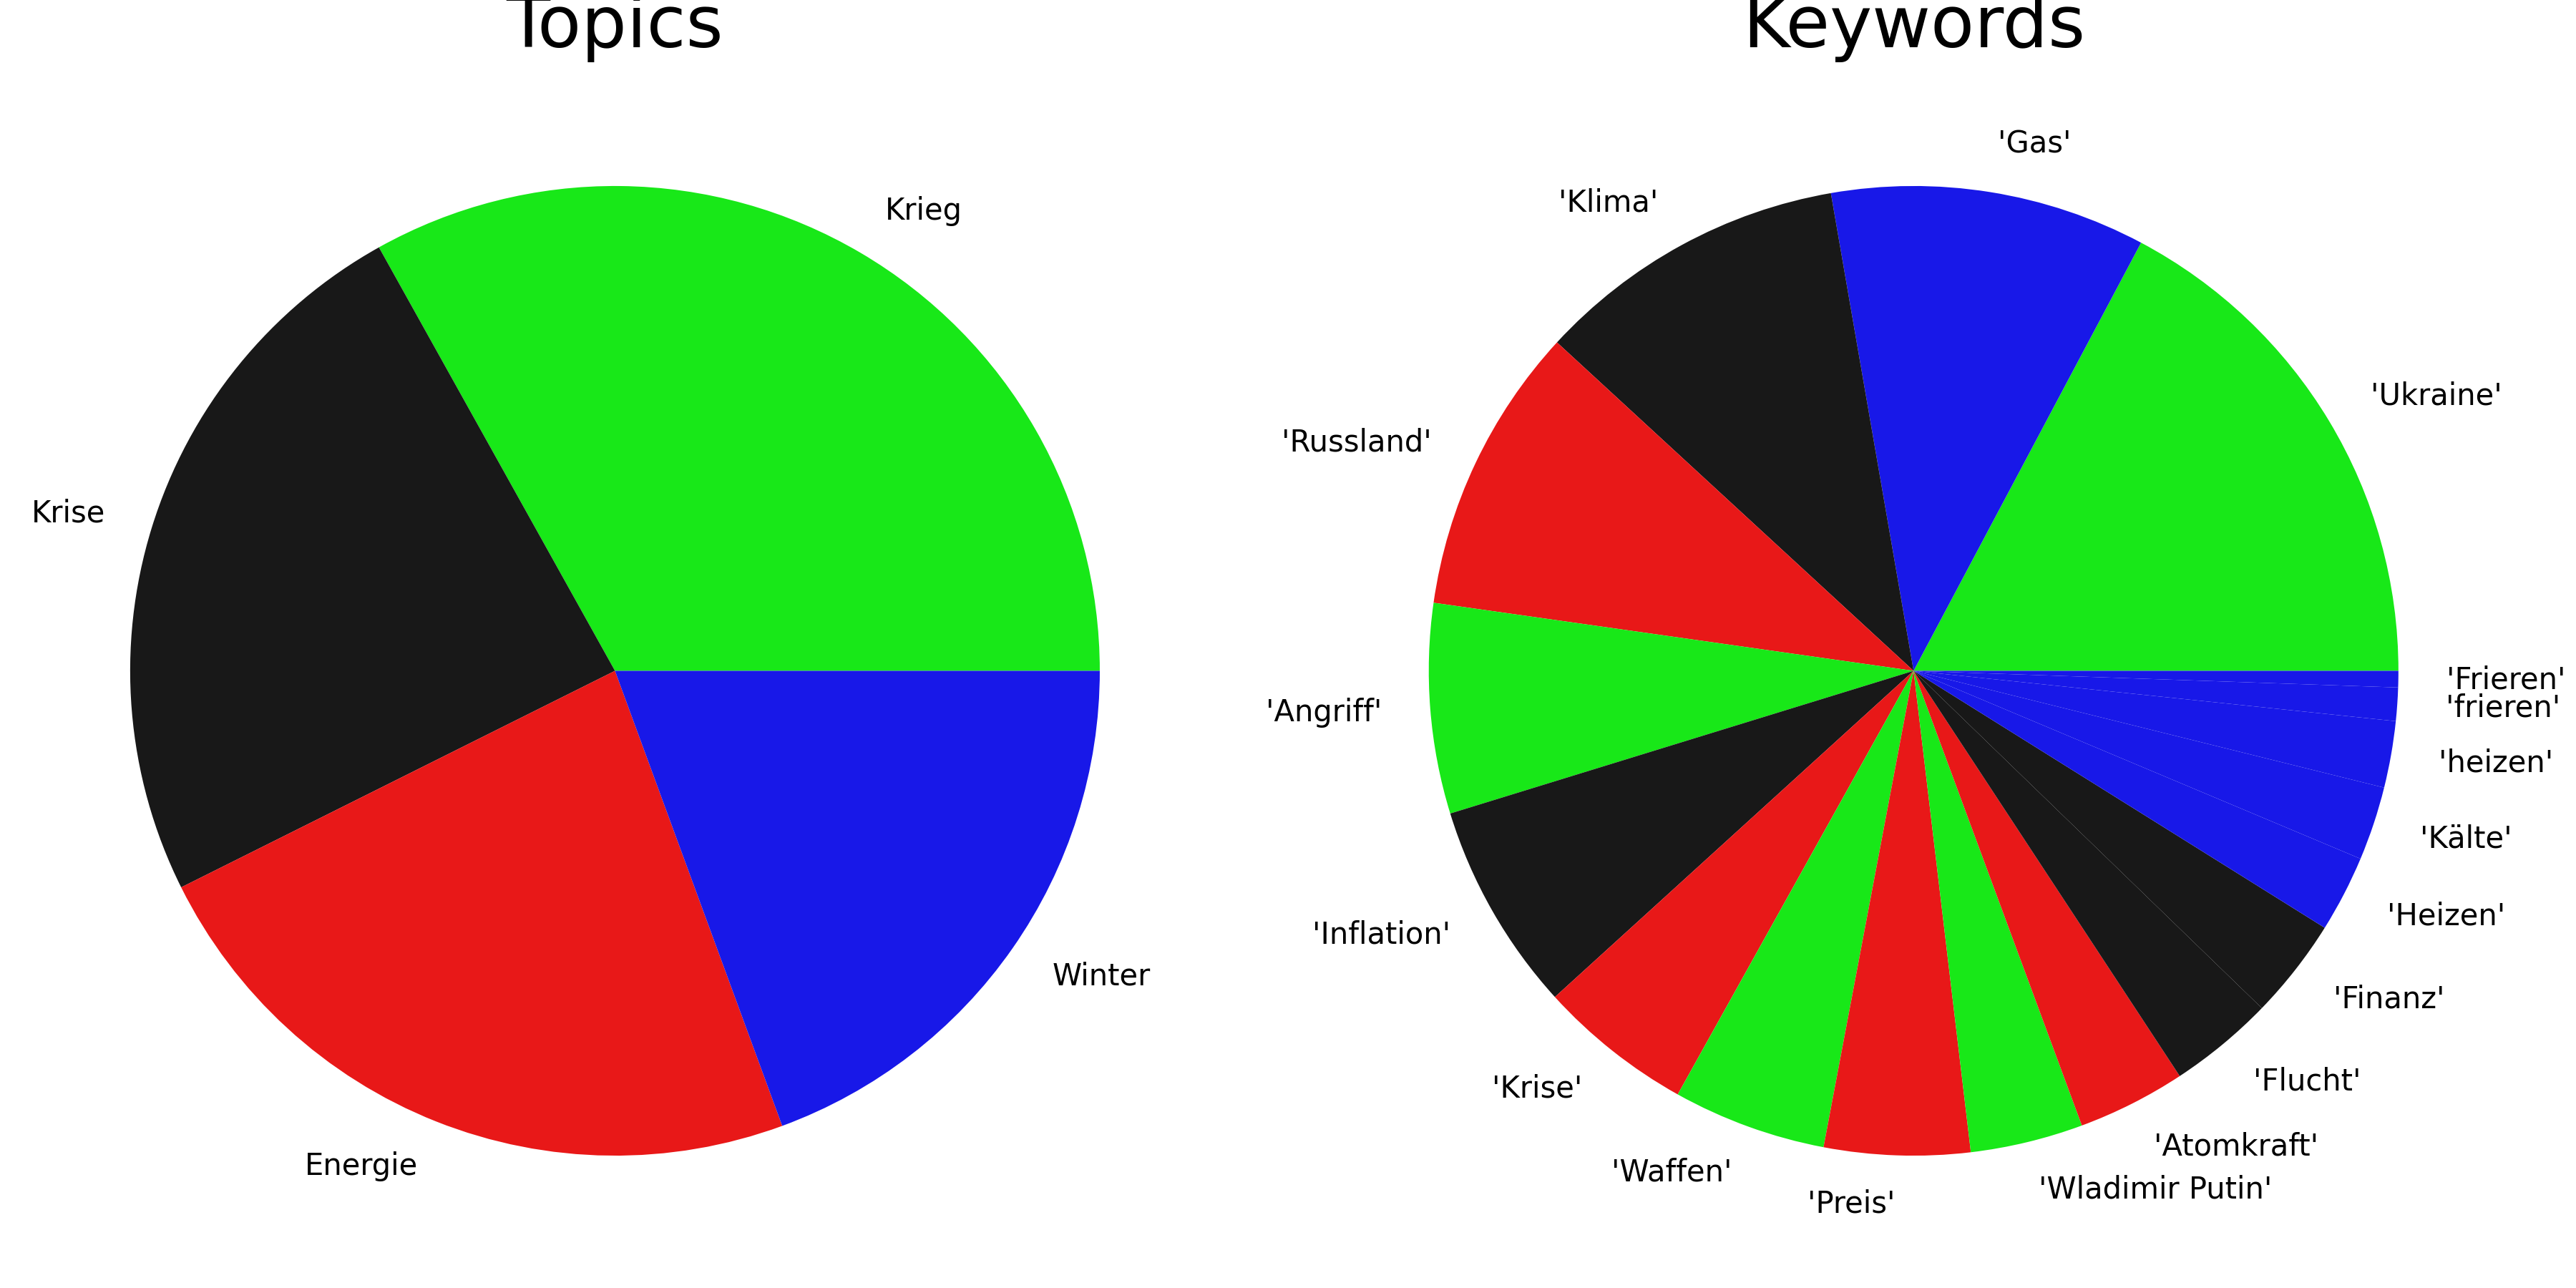 Topics
Krieg
Krise
Energie
Winter
Keywords
'Gas'
'Klima'
'Ukraine'
'Russland'
'Angriff'
'Inflation'
'Krise'
'Waffen'
'Preis'
'Wladimir Putin'
'Atomkraft'
'Flucht'
'Finanz'
'Heizen'
'Kälte'
'heizen'
'frieren'
'Frieren'